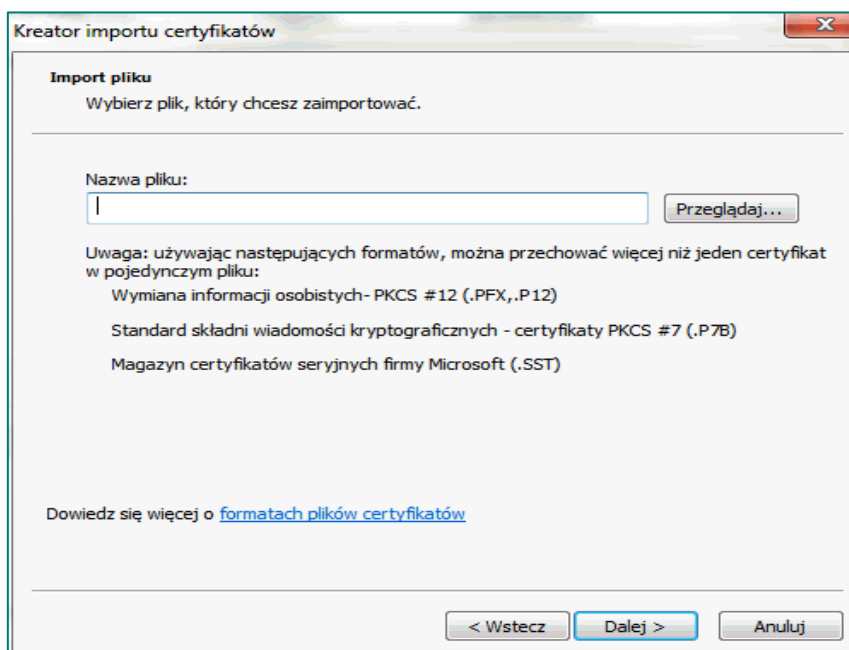 Kreator importu certyfikatów
Import pliku
Wybierz plik, który chcesz zaimportować.
Nazwa pliku:
Przeglądaj...
Uwaga: używając następujących formatów, można przechować więcej niż jeden certyfikat
w pojedynczym pliku:
Wymiana informacji osobistych- PKCS #12 (.PFX,.P12)
Standard składni wiadomości kryptograficznych - certyfikaty PKCS #7 (.P7B)
Magazyn certyfikatów seryjnych firmy Microsoft (.SST)
Dowiedz się więcej o formatach plików certyfikatów
< Wstecz Dalej > Anuluj